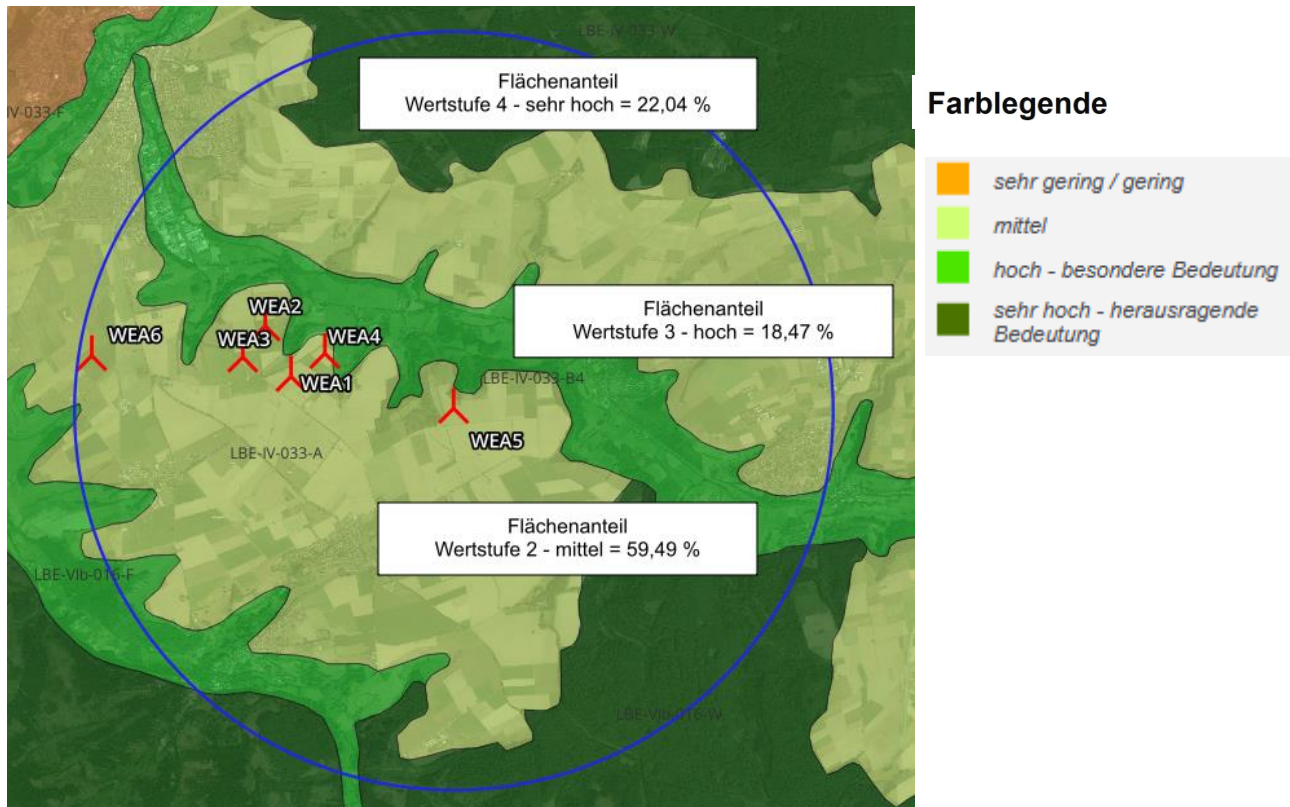 LBE-IV-033-W
Flächenanteil
Wertstufe 4 - sehr hoch = 22,04 %
IV-033-F
Farblegende
sehr gering / gering
mittel
hoch - besondere Bedeutung
sehr hoch - herausragende
Bedeutung
Flächenanteil
Wertstufe 3 - hoch = 18,47 %
WEA2
WEA6
WEA3
WEA4
WEA1
LBE-IV-033-B4
WEA5
LBE-IV-033-A
Flächenanteil
Wertstufe 2 - mittel = 59,49 %
LBE-VIb-016-F
LBE-VIb-016-W